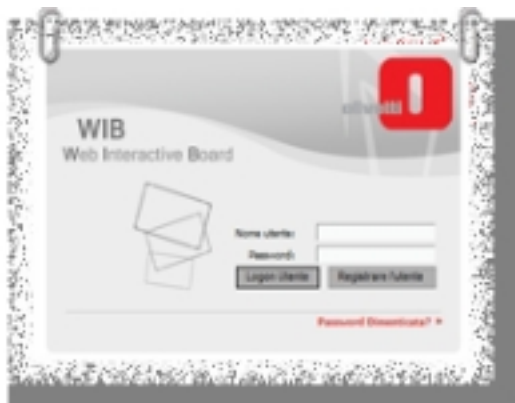 olivetti
WIB
Web Interactive Board
Nome utente:
Password:
Logon Utente
Registrare l'utente
Password Dimenticata?